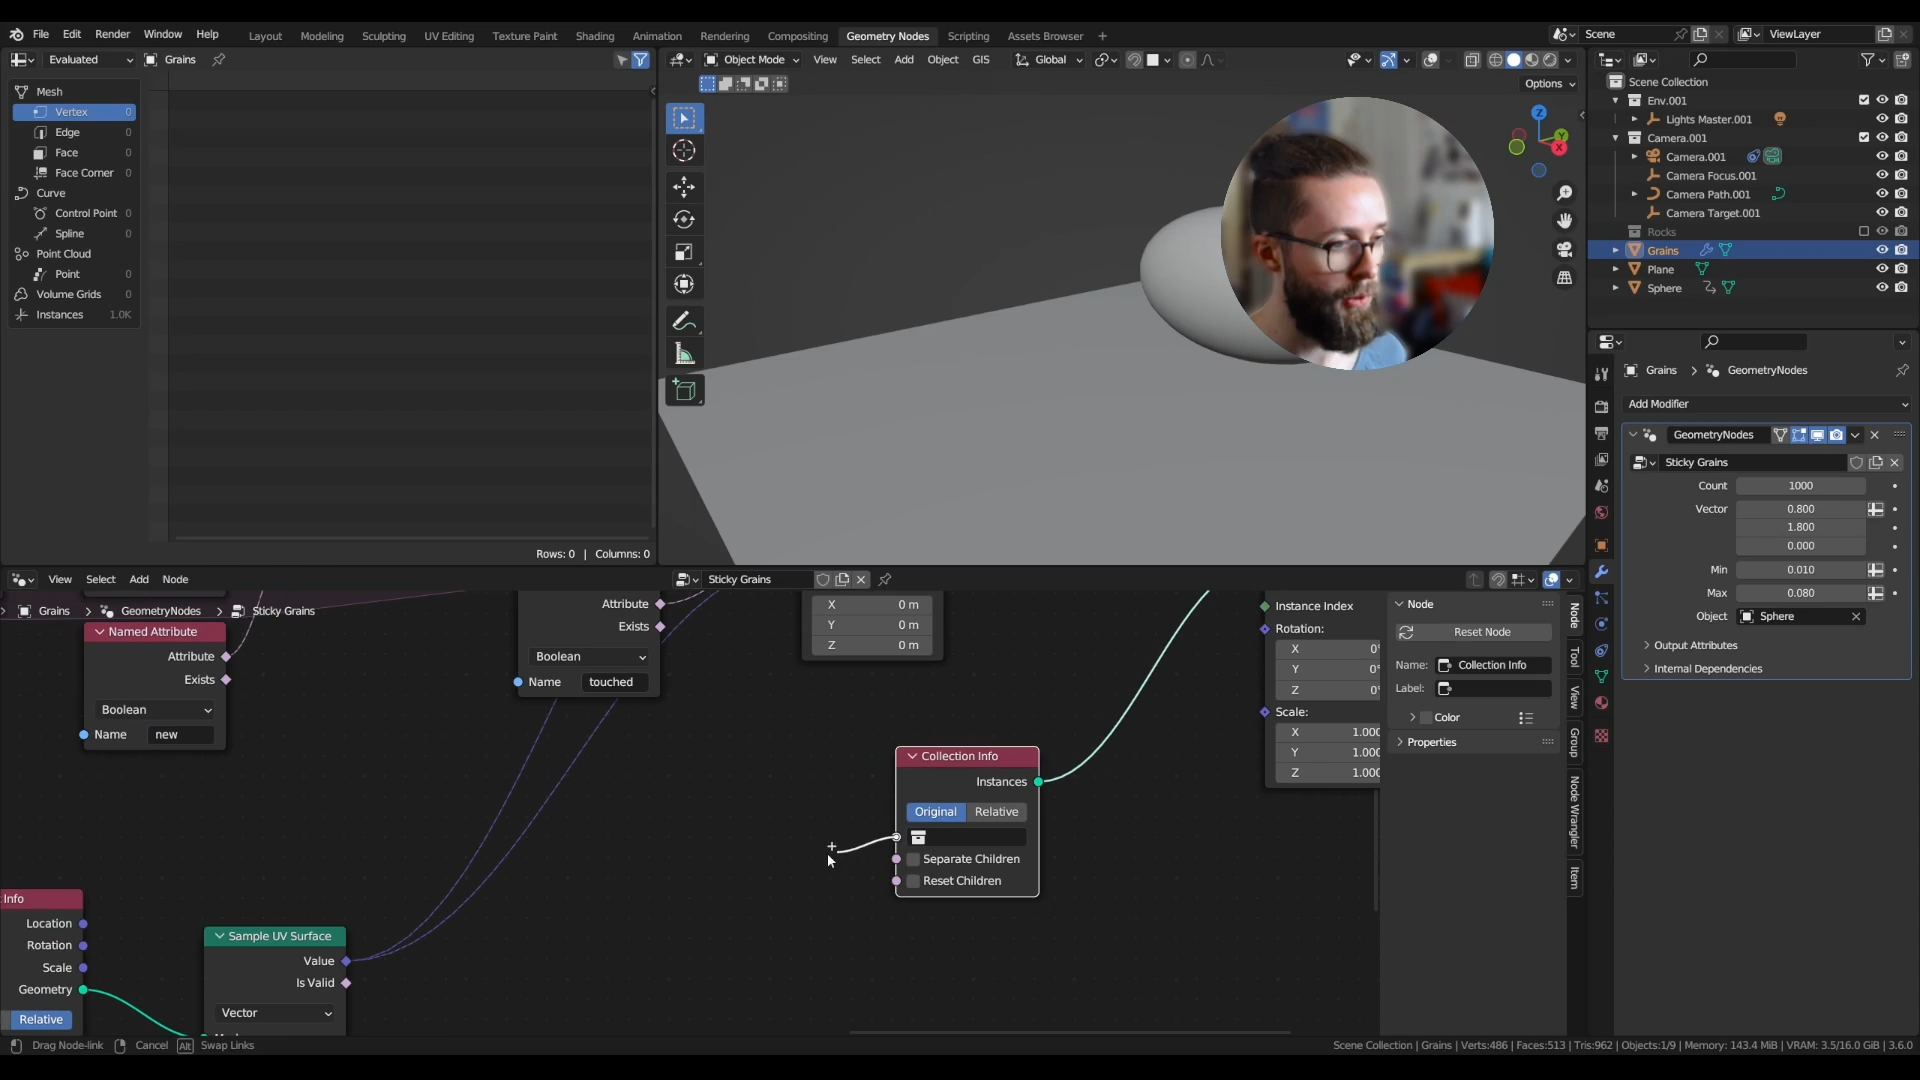 File Edit Render Window Help Layout Modeling Sculpting UV Editing Texture Paint Shading Animation Rendering Compositing Geometry Nodes Scripting Assets Browser + Scene ViewLayer
Evaluated Grains
Object Mode View Select Add Object GIS Global
Options
Mesh
Vertex 0
Edge 0
Face 0
Face Corner 0
Curve
Control Point 0
Spline 0
Point Cloud
Point 0
Volume Grids 0
Instances 1.0K
Rows: 0 | Columns: 0
Z
Y
X
Scene Collection
Env.001
Lights Master.001
Camera.001
Camera.001
Camera Focus.001
Camera Path.001
Camera Target.001
Rocks
Grains
Plane
Sphere
Grains > GeometryNodes
Add Modifier
GeometryNodes
Sticky Grains
Count 1000
Vector 0.800
1.800
0.000
Min 0.010
Max 0.080
Object Sphere
Output Attributes
Internal Dependencies
View Select Add Node Sticky Grains
Grains > GeometryNodes > Sticky Grains
Named Attribute
Attribute
Exists
Boolean
Name new
Attribute
Exists
Boolean
Name touched
X 0 m
Y 0 m
Z 0 m
Collection Info
Instances
Original Relative
Separate Children
Reset Children
Instance Index
Rotation:
X 0°
Y 0°
Z 0°
Scale:
X 1.000
Y 1.000
Z 1.000
Node
Reset Node
Name: Collection Info
Label:
Color
Properties
Node
Tool
View
Group
Node Wrangler
Item
Info
Location
Rotation
Scale
Geometry
Relative
Sample UV Surface
Value
Is Valid
Vector
Drag Node-link Cancel Alt Swap Links
Scene Collection | Grains | Verts:486 | Faces:513 | Tris:962 | Objects:1/9 | Memory: 143.4 MiB | VRAM: 3.5/16.0 GiB | 3.6.0